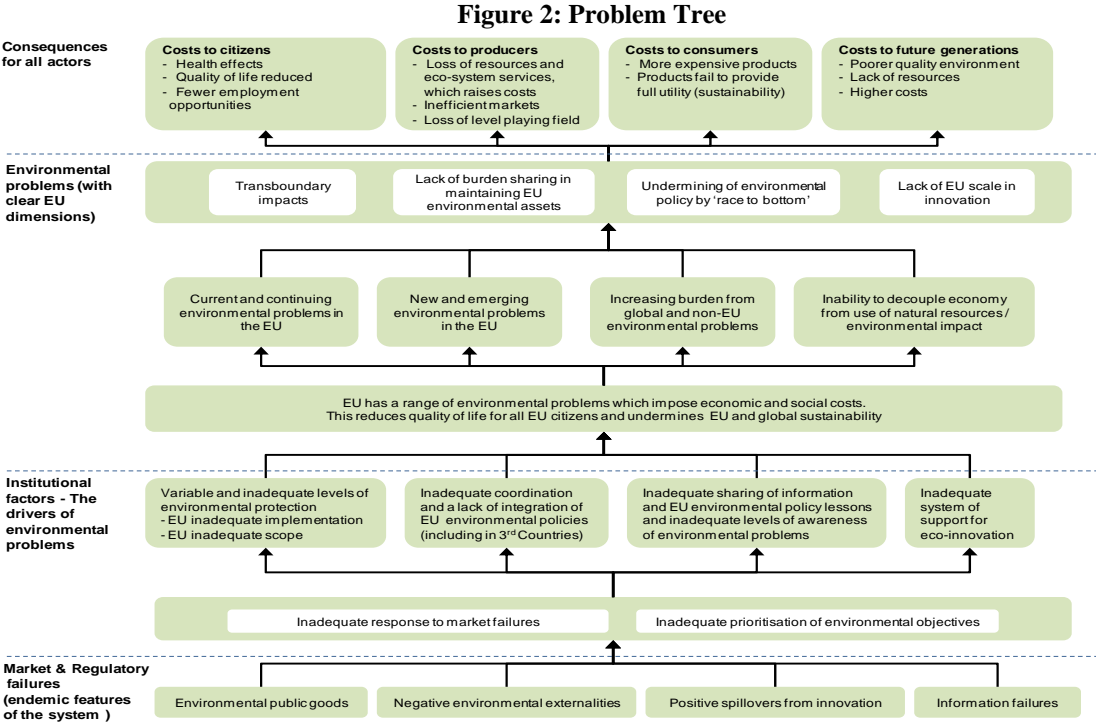 Figure 2: Problem Tree
Consequences
for all actors
Costs to citizens
- Health effects
- Quality of life reduced
- Fewer employment
opportunities
Costs to producers
- Loss of resources and
eco-system services,
which raises costs
- Inefficient markets
- Loss of level playing field
Costs to consumers
- More expensive products
- Products fail to provide
full utility (sustainability)
Costs to future generations
- Poorer quality environment
- Lack of resources
- Higher costs
Environmental
problems (with
clear EU
dimensions)
Transboundary
impacts
Lack of burden sharing in
maintaining EU
environmental assets
Undermining of environmental
policy by ‘race to bottom’
Lack of EU scale in
innovation
Current and continuing
environmental problems in
the EU
New and emerging
environmental problems
in the EU
Increasing burden from
global and non-EU
environmental problems
Inability to decouple economy
from use of natural resources /
environmental impact
EU has a range of environmental problems which impose economic and social costs.
This reduces quality of life for all EU citizens and undermines EU and global sustainability
Institutional
factors - The
drivers of
environmental
problems
Variable and inadequate levels of
environmental protection
- EU inadequate implementation
- EU inadequate scope
Inadequate coordination
and a lack of integration of
EU environmental policies
(including in 3rd Countries)
Inadequate sharing of information
and EU environmental policy lessons
and inadequate levels of awareness
of environmental problems
Inadequate
system of
support for
eco-innovation
Inadequate response to market failures
Inadequate prioritisation of environmental objectives
Market & Regulatory
failures
(endemic features
of the system )
Environmental public goods
Negative environmental externalities
Positive spillovers from innovation
Information failures